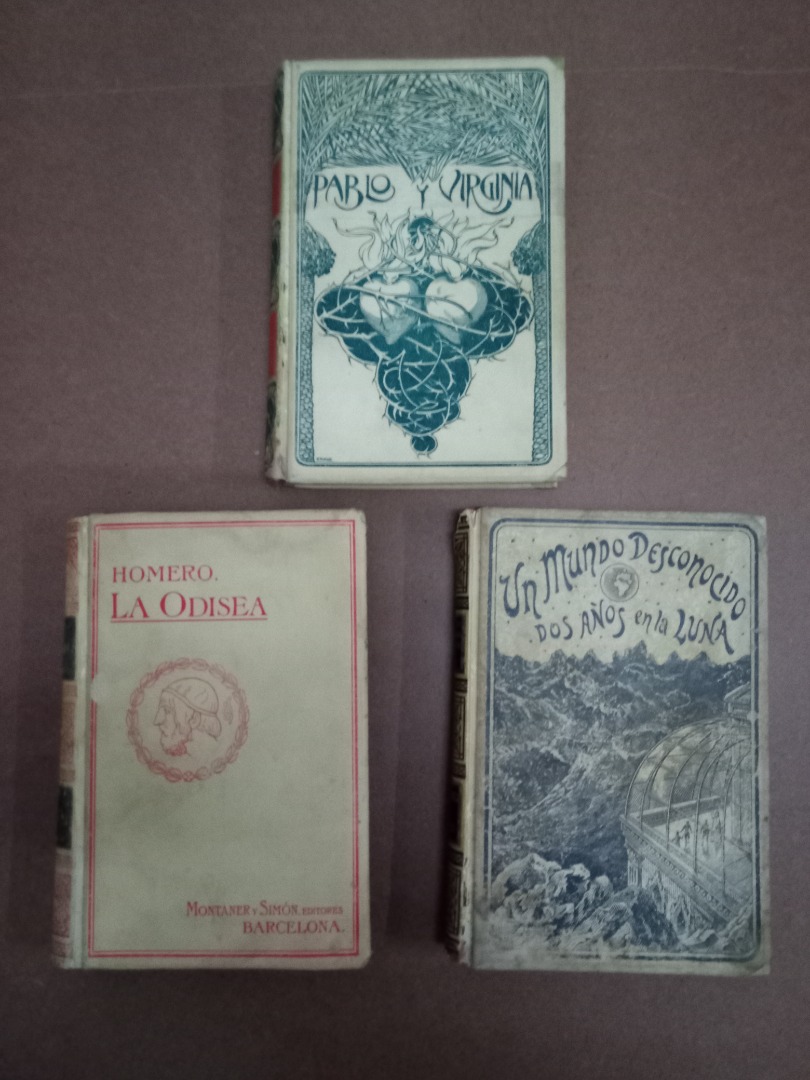 PABLO Y VIRGINIA
HOMERO.
LA ODISEA
MONTANER Y SIMÓN, EDITORES
BARCELONA.
UN MUNDO DESCONOCIDO
DOS AÑOS en la LUNA